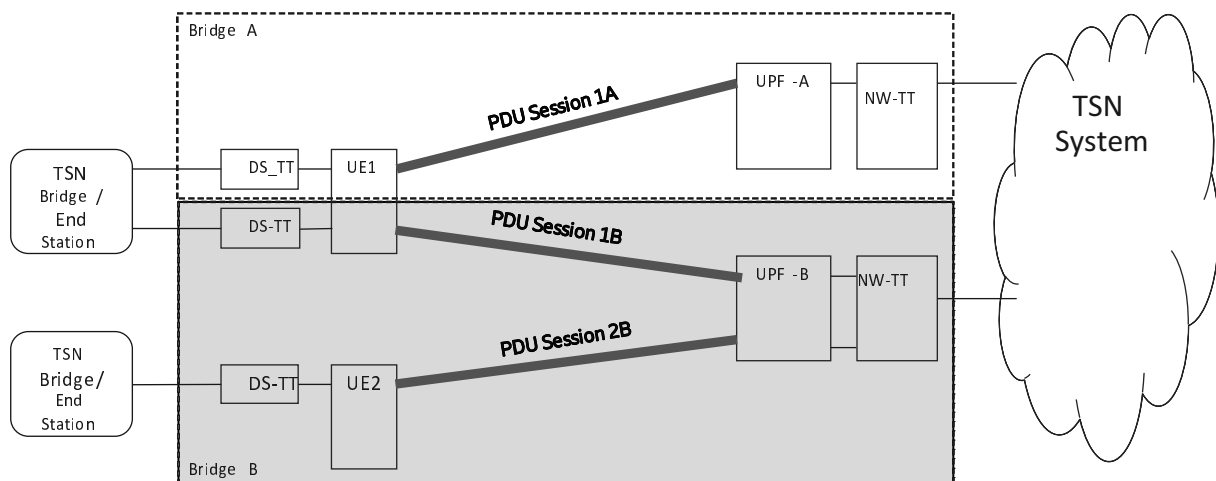 Bridge A
PDU Session 1A
UPF -A
NW-TT
TSN
System
TSN
Bridge /
End
Station
DS_TT
UE1
DS-TT
PDU Session 1B
UPF -B
NW-TT
PDU Session 2B
TSN
Bridge/
End
Station
DS-TT
UE2
Bridge B